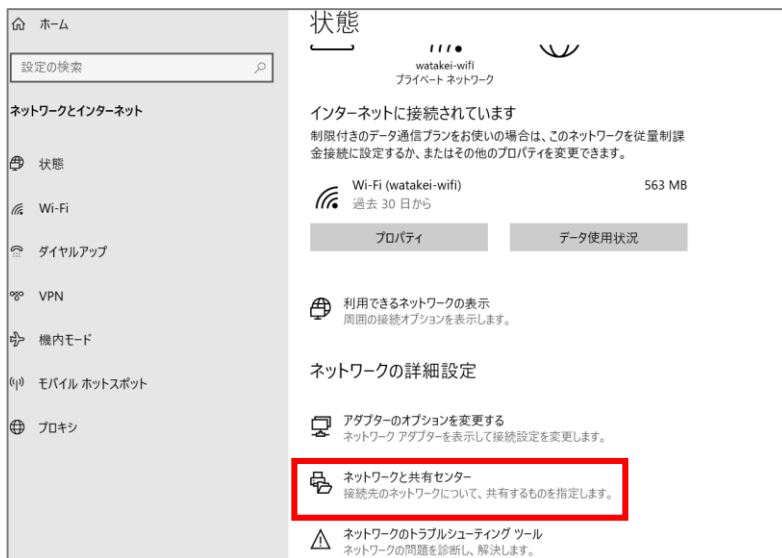 ホーム
設定の検索
ネットワークとインターネット
状態
Wi-Fi
ダイヤルアップ
VPN
機内モード
モバイル ホットスポット
プロキシ
状態
watakei-wifi
プライベート ネットワーク
インターネットに接続されています
制限付きのデータ通信プランをお使いの場合は、このネットワークを従量制課
金接続に設定するか、またはその他のプロパティを変更できます。
Wi-Fi (watakei-wifi) 563 MB
過去 30 日から
プロパティ データ使用状況
利用できるネットワークの表示
周囲の接続オプションを表示します。
ネットワークの詳細設定
アダプターのオプションを変更する
ネットワーク アダプターを表示して接続設定を変更します。
ネットワークと共有センター
接続先のネットワークについて、共有するものを指定します。
ネットワークのトラブルシューティング ツール
ネットワークの問題を診断し、解決します。